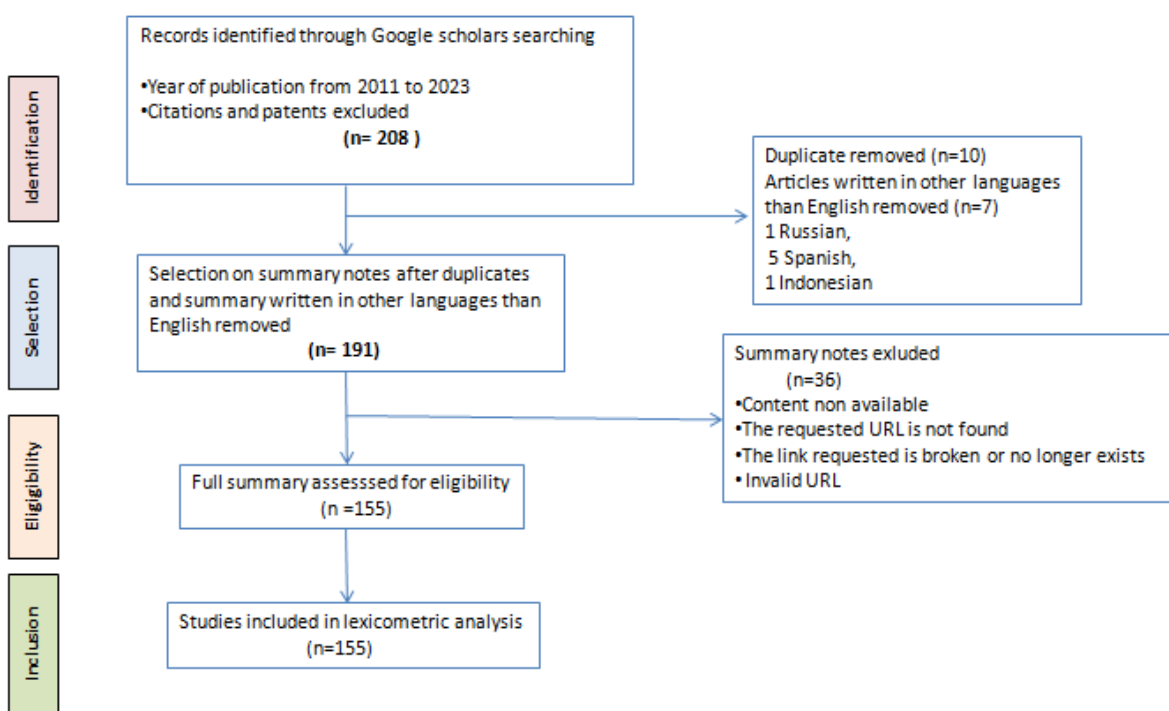 Records identified through Google scholars searching
•Year of publication from 2011 to 2023
•Citations and patents excluded
(n= 208 )
Identification
Duplicate removed (n=10)
Articles written in other languages
than English removed (n=7)
1 Russian,
5 Spanish,
1 Indonesian
Selection on summary notes after duplicates
and summary written in other languages than
English removed
(n= 191)
Selection
Summary notes exluded
(n=36)
•Content non available
•The requested URL is not found
•The link requested is broken or no longer exists
•Invalid URL
Full summary assesssed for eligibility
(n =155)
Eligigibility
Studies included in lexicometric analysis
(n=155)
Inclusion